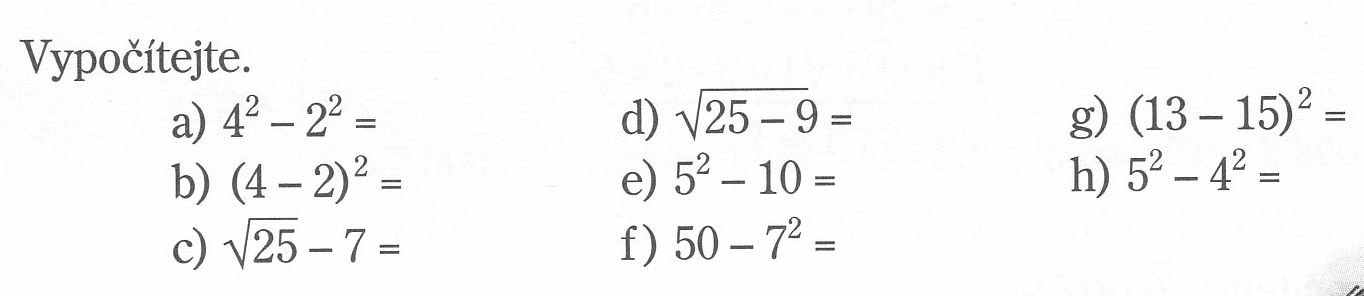 Vypočítejte.
a) 4² – 2² =
b) (4 – 2)² =
c) √25 – 7 =
d) √25 – 9 =
e) 5² – 10 =
f) 50 – 7² =
g) (13 – 15)² =
h) 5² – 4² =